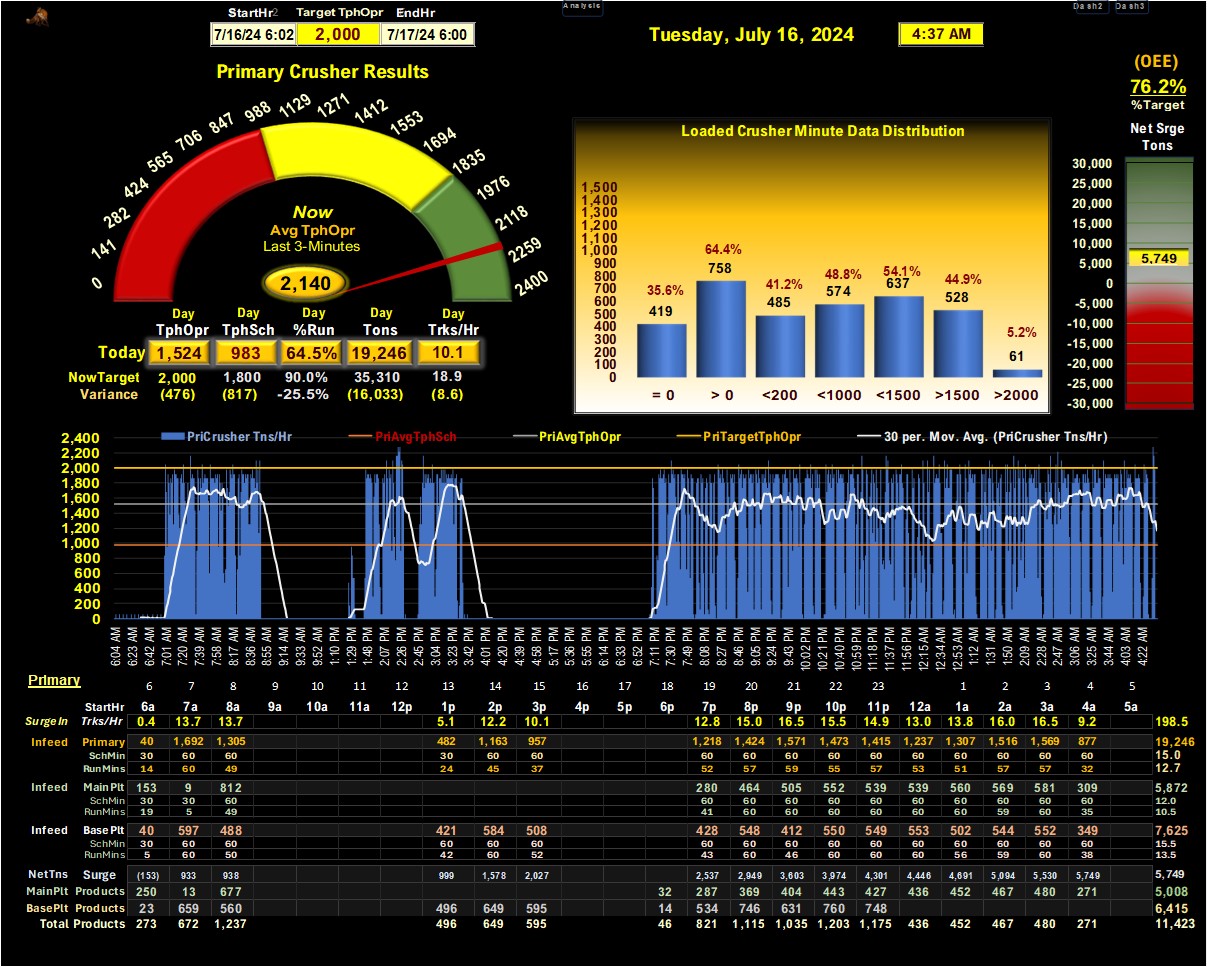 Analysis
Dash2 Dash3
StartHr2 Target TphOpr EndHr
7/16/24 6:02 2,000 7/17/24 6:00
Tuesday, July 16, 2024
4:37 AM
Primary Crusher Results
(OEE)
76.2%
%Target
Net Srge
Tons
0 141 282 424 565 706 847 988 1129 1271 1412 1553 1694 1835 1976 2118 2259 2400
Now
Avg TphOpr
Last 3-Minutes
2,140
Day Day Day Day Day
TphOpr TphSch %Run Tons Trks/Hr
Today 1,524 983 64.5% 19,246 10.1
NowTarget 2,000 1,800 90.0% 35,310 18.9
Variance (476) (817) -25.5% (16,033) (8.6)
Loaded Crusher Minute Data Distribution
1,500
1,400
1,300
1,200
1,100
1,000
900
800
700
600
500
400
300
200
100
0
35.6% 64.4% 41.2% 48.8% 54.1% 44.9% 5.2%
419 758 485 574 637 528 61
= 0 > 0 <200 <1000 <1500 >1500 >2000
30,000
25,000
20,000
15,000
10,000
5,000
0
-5,000
-10,000
-15,000
-20,000
-25,000
-30,000
5,749
PriCrusher Tns/Hr PriAvgTphSch PriAvgTphOpr PriTargetTphOpr 30 per. Mov. Avg. (PriCrusher Tns/Hr)
2,400
2,200
2,000
1,800
1,600
1,400
1,200
1,000
800
600
400
200
0
6:04 AM 6:23 AM 6:42 AM 7:01 AM 7:20 AM 7:39 AM 7:58 AM 8:17 AM 8:36 AM 8:55 AM 9:14 AM 9:33 AM 9:52 AM 12:00 PM 1:10 PM 1:29 PM 1:48 PM 2:07 PM 2:26 PM 2:45 PM 3:04 PM 3:23 PM 3:42 PM 4:01 PM 4:20 PM 4:39 PM 4:58 PM 5:17 PM 5:36 PM 5:55 PM 6:14 PM 6:33 PM 6:52 PM 7:11 PM 7:30 PM 7:49 PM 8:08 PM 8:27 PM 8:46 PM 9:05 PM 9:24 PM 9:43 PM 10:02 PM 10:21 PM 10:40 PM 10:59 PM 11:18 PM 11:37 PM 11:56 PM 12:15 AM 12:34 AM 12:53 AM 1:12 AM 1:31 AM 1:50 AM 2:09 AM 2:28 AM 2:47 AM 3:06 AM 3:25 AM 3:44 AM 4:03 AM 4:22 AM
Primary
6 7 8 9 10 11 12 13 14 15 16 17 18 19 20 21 22 23 1 2 3 4 5
StartHr 6a 7a 8a 9a 10a 11a 12p 1p 2p 3p 4p 5p 6p 7p 8p 9p 10p 11p 12a 1a 2a 3a 4a 5a
SurgeIn Trks/Hr 0.4 13.7 13.7 5.1 12.2 10.1 12.8 15.0 16.5 15.5 14.9 13.0 13.8 16.0 16.5 9.2 198.5
Infeed Primary 40 1,692 1,305 482 1,163 957 1,218 1,424 1,571 1,473 1,415 1,237 1,307 1,516 1,569 877 19,246
SchMin 30 60 60 30 60 60 60 60 60 60 60 60 60 60 60 60 15.0
RunMins 14 60 49 24 45 37 52 57 59 55 57 53 51 57 57 32 12.7
Infeed MainPlt 153 9 812 280 464 505 552 539 539 560 569 581 309 5,872
SchMin 30 30 60 60 60 60 60 60 60 60 60 60 60 12.0
RunMins 19 5 49 41 60 60 60 60 60 60 59 60 35 10.5
Infeed BasePlt 40 597 488 421 584 508 428 548 412 550 549 553 502 544 552 349 7,625
SchMin 30 60 60 60 60 60 60 60 60 60 60 60 60 60 60 60 15.5
RunMins 5 60 50 42 60 52 43 60 46 60 60 60 56 59 60 38 13.5
NetTns Surge (153) 933 938 999 1,578 2,027 2,537 2,949 3,603 3,974 4,301 4,446 4,691 5,094 5,530 5,749 5,749
MainPlt Products 250 13 677 32 287 369 404 443 427 436 452 467 480 271 5,008
BasePlt Products 23 659 560 496 649 595 14 534 746 631 760 748 6,415
Total Products 273 672 1,237 496 649 595 46 821 1,115 1,035 1,203 1,175 436 452 467 480 271 11,423